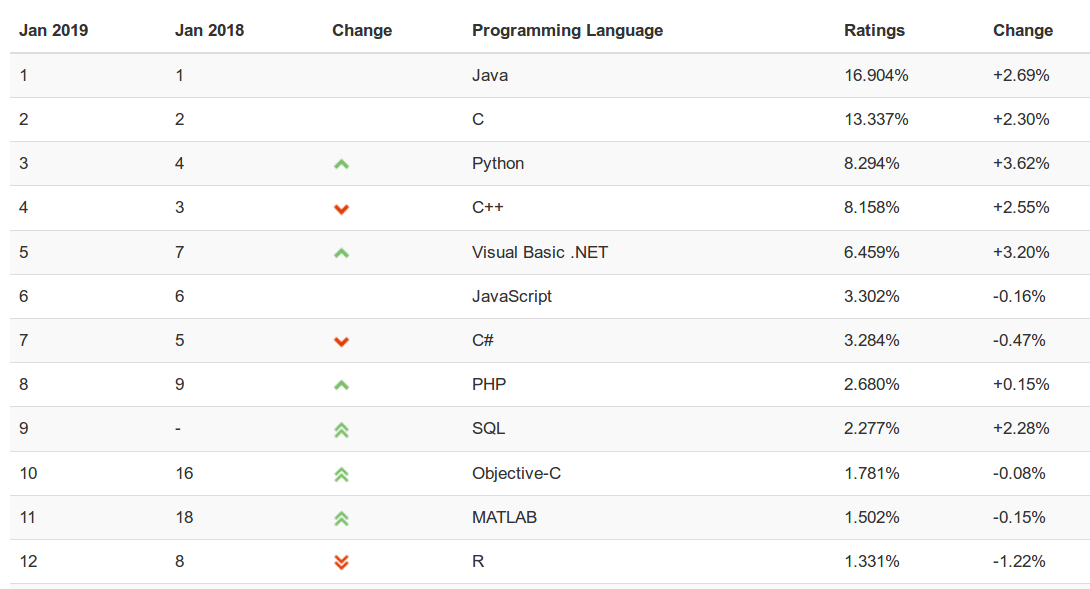 Jan 2019 Jan 2018 Change Programming Language Ratings Change
1 1 Java 16.904% +2.69%
2 2 C 13.337% +2.30%
3 4 Python 8.294% +3.62%
4 3 C++ 8.158% +2.55%
5 7 Visual Basic .NET 6.459% +3.20%
6 6 JavaScript 3.302% -0.16%
7 5 C# 3.284% -0.47%
8 9 PHP 2.680% +0.15%
9 - SQL 2.277% +2.28%
10 16 Objective-C 1.781% -0.08%
11 18 MATLAB 1.502% -0.15%
12 8 R 1.331% -1.22%